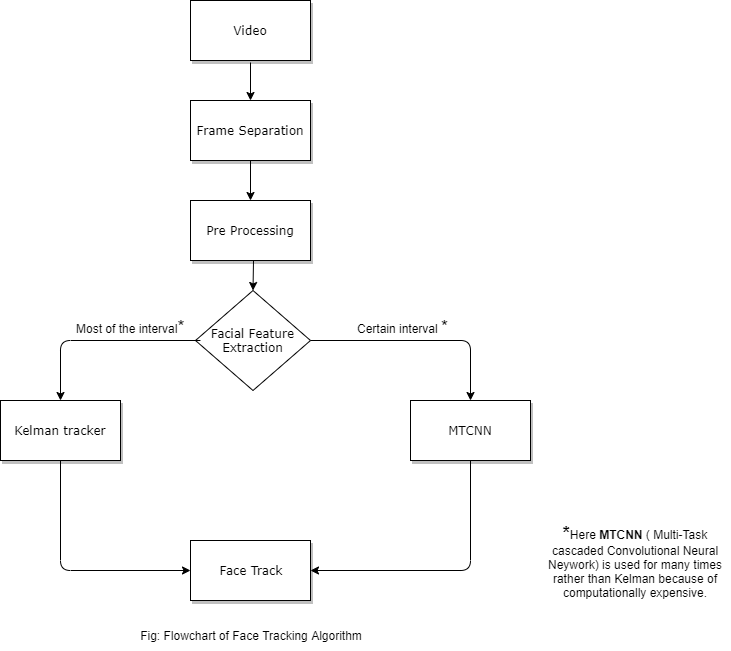 Video
Frame Separation
Pre Processing
Facial Feature
Extraction
Most of the interval*
Certain interval *
Kelman tracker
MTCNN
Face Track
*Here MTCNN ( Multi-Task
cascaded Convolutional Neural
Neywork) is used for many times
rather than Kelman because of
computationally expensive.
Fig: Flowchart of Face Tracking Algorithm